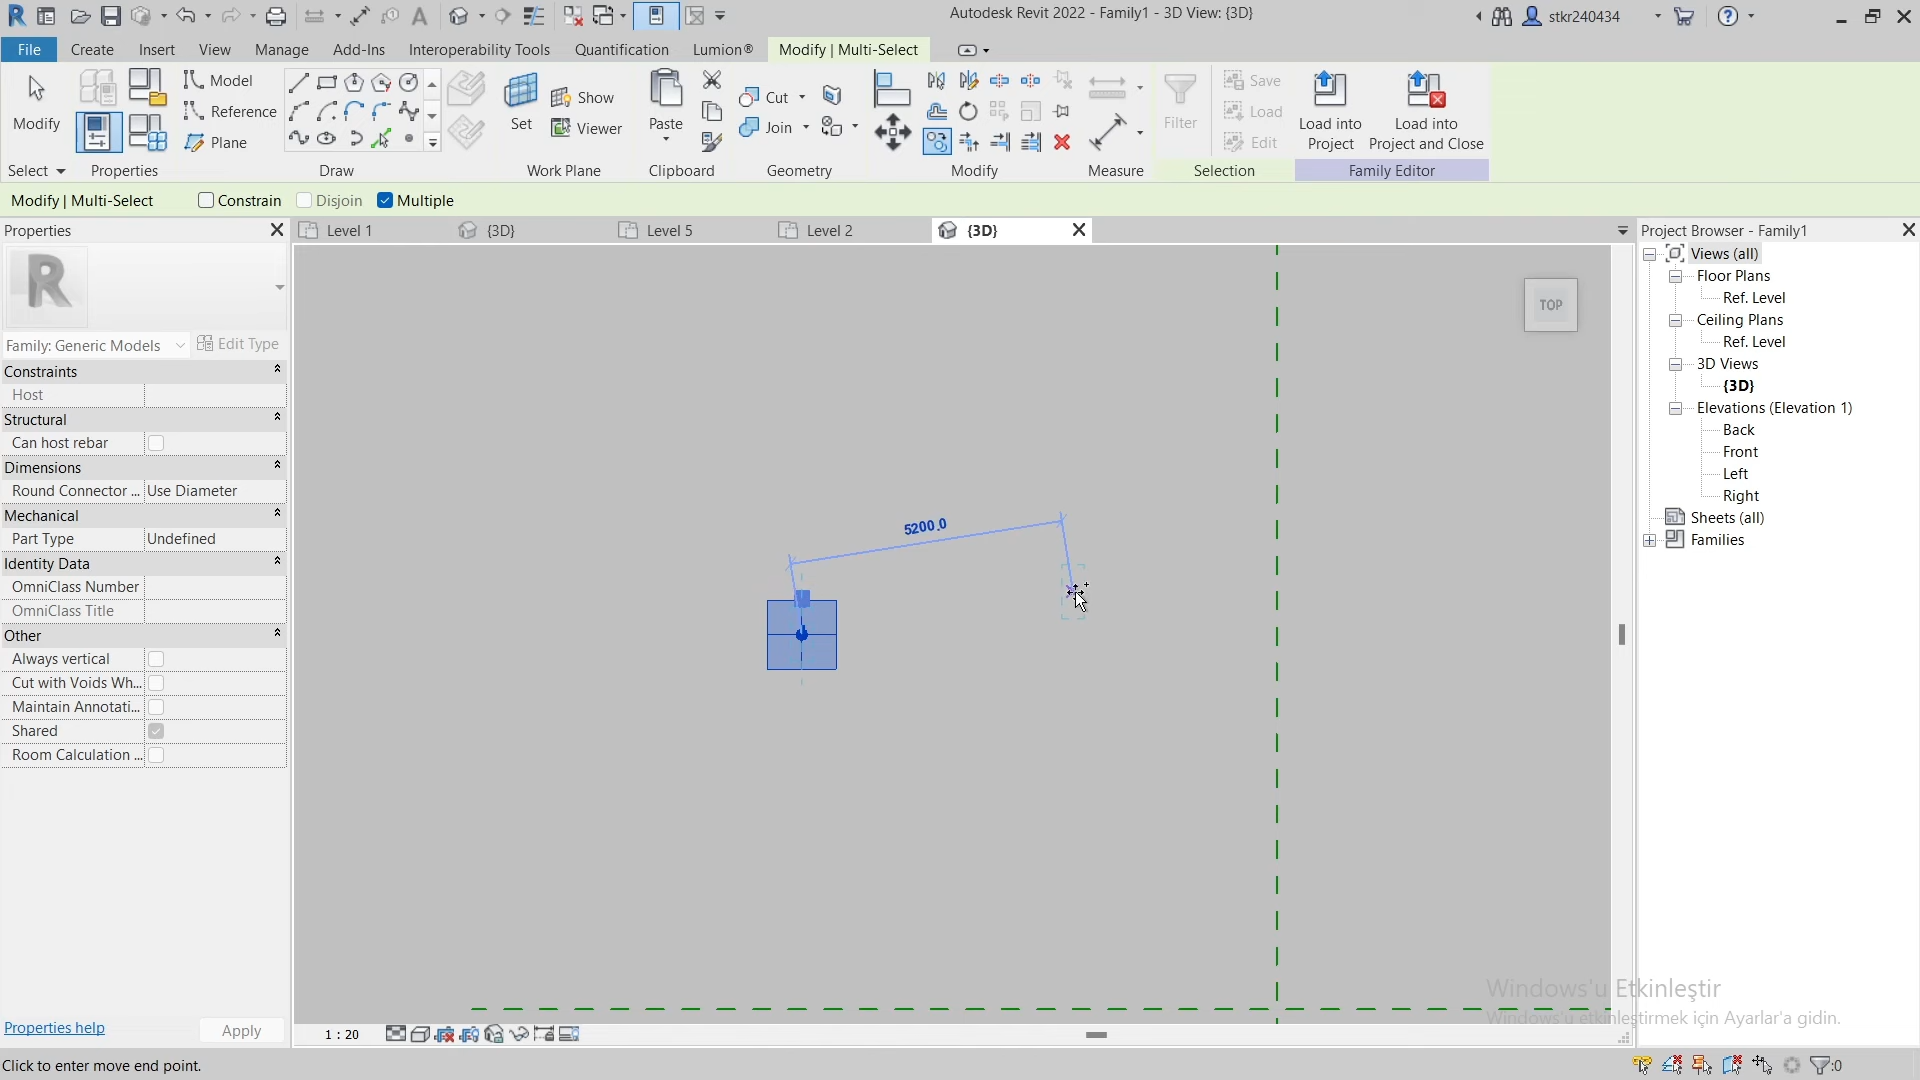 Autodesk Revit 2022 - Family1 - 3D View: {3D}
stkr240434
File Create Insert View Manage Add-Ins Interoperability Tools Quantification Lumion® Modify | Multi-Select
Modify
Model
Reference
Plane
Set
Show
Viewer
Paste
Cut
Join
Filter
Save
Load
Edit
Load into Project
Load into Project and Close
Select Properties Draw Work Plane Clipboard Geometry Modify Measure Selection Family Editor
Modify | Multi-Select Constrain Disjoin Multiple
Properties
Level 1 {3D} Level 5 Level 2 {3D}
Project Browser - Family1
R
Family: Generic Models Edit Type
Constraints
Host
Structural
Can host rebar
Dimensions
Round Connector ... Use Diameter
Mechanical
Part Type Undefined
Identity Data
OmniClass Number
OmniClass Title
Other
Always vertical
Cut with Voids Wh...
Maintain Annotati...
Shared
Room Calculation ...
Properties help Apply
5200.0
TOP
Views (all)
Floor Plans
Ref. Level
Ceiling Plans
Ref. Level
3D Views
{3D}
Elevations (Elevation 1)
Back
Front
Left
Right
Sheets (all)
Families
Windows'u Etkinleştir
Windows'u etkinleştirmek için Ayarlar'a gidin.
1 : 20
Click to enter move end point.
:0